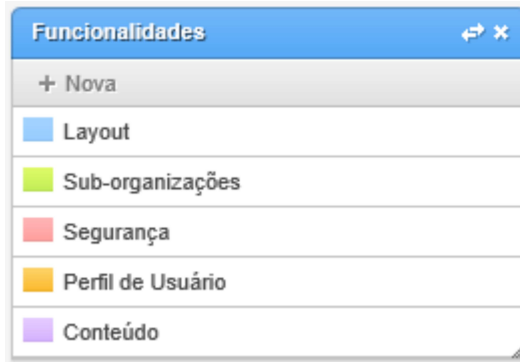 Funcionalidades
+ Nova
Layout
Sub-organizações
Segurança
Perfil de Usuário
Conteúdo